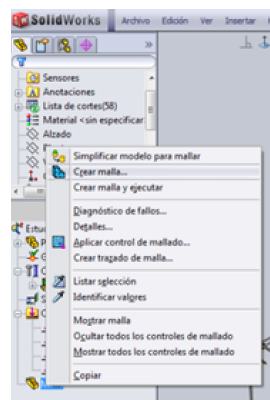 SolidWorks Archivo Edición Ver Insertar
Sensores
Anotaciones
Lista de cortes(58)
Material <sin especificar
Alzado
Simplificar modelo para mallar
Crear malla...
Crear malla y ejecutar
Diagnóstico de fallos...
Detalles...
Aplicar control de mallado...
Crear trazado de malla...
Listar selección
Identificar valores
Mostrar malla
Ocultar todos los controles de mallado
Mostrar todos los controles de mallado
Copiar
Estu